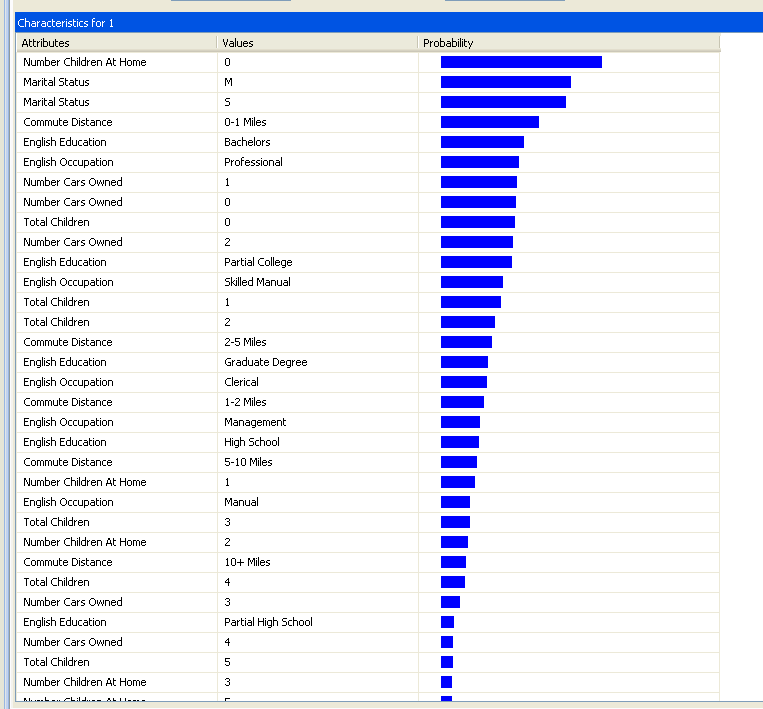 Characteristics for 1
Attributes Values Probability
Number Children At Home 0
Marital Status M
Marital Status S
Commute Distance 0-1 Miles
English Education Bachelors
English Occupation Professional
Number Cars Owned 1
Number Cars Owned 0
Total Children 0
Number Cars Owned 2
English Education Partial College
English Occupation Skilled Manual
Total Children 1
Total Children 2
Commute Distance 2-5 Miles
English Education Graduate Degree
English Occupation Clerical
Commute Distance 1-2 Miles
English Occupation Management
English Education High School
Commute Distance 5-10 Miles
Number Children At Home 1
English Occupation Manual
Total Children 3
Number Children At Home 2
Commute Distance 10+ Miles
Total Children 4
Number Cars Owned 3
English Education Partial High School
Number Cars Owned 4
Total Children 5
Number Children At Home 3
Number Children At Home